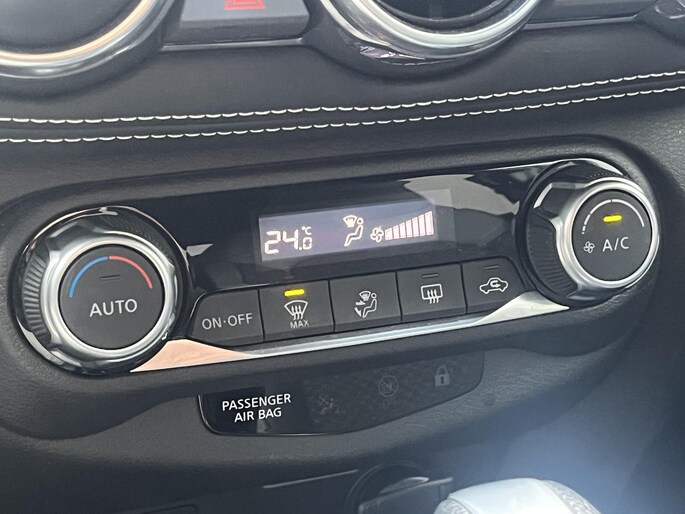 24.0 °C
AUTO
A/C
ON·OFF
MAX
PASSENGER
AIR BAG